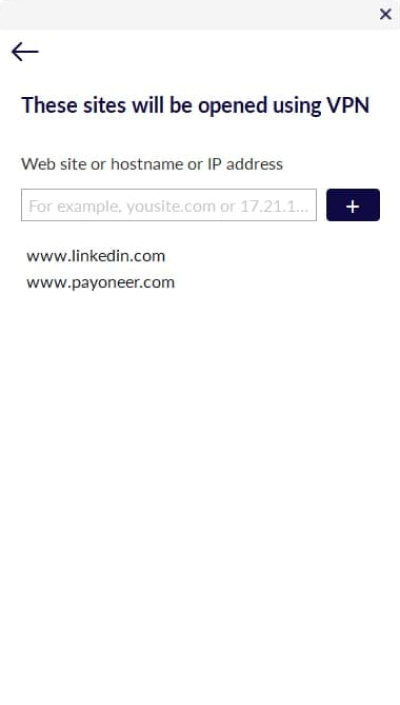 These sites will be opened using VPN
Web site or hostname or IP address
For example, yousite.com or 17.21.1...
+
www.linkedin.com
www.payoneer.com